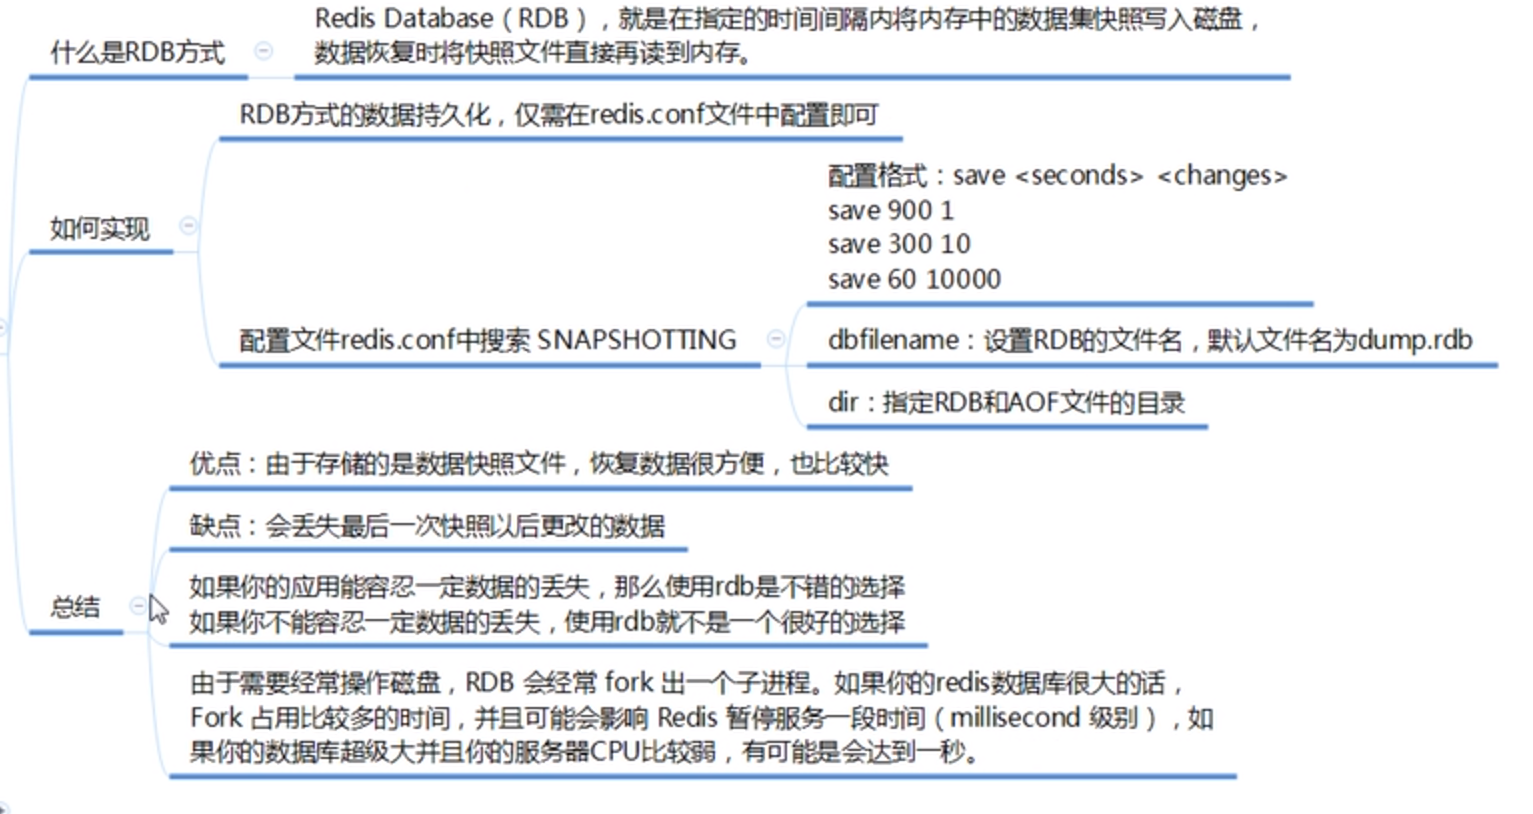 什么是RDB方式
Redis Database（RDB），就是在指定的时间间隔内将内存中的数据集快照写入磁盘，
数据恢复时将快照文件直接再读到内存。
如何实现
RDB方式的数据持久化，仅需在redis.conf文件中配置即可
配置文件redis.conf中搜索 SNAPSHOTTING
配置格式：save <seconds> <changes>
save 900 1
save 300 10
save 60 10000
dbfilename：设置RDB的文件名，默认文件名为dump.rdb
dir：指定RDB和AOF文件的目录
总结
优点：由于存储的是数据快照文件，恢复数据很方便，也比较快
缺点：会丢失最后一次快照以后更改的数据
如果你的应用能容忍一定数据的丢失，那么使用rdb是不错的选择
如果你不能容忍一定数据的丢失，使用rdb就不是一个很好的选择
由于需要经常操作磁盘，RDB 会经常 fork 出一个子进程。如果你的redis数据库很大的话，
Fork 占用比较多的时间，并且可能会影响 Redis 暂停服务一段时间（millisecond 级别），如
果你的数据库超级大并且你的服务器CPU比较弱，有可能是会达到一秒。